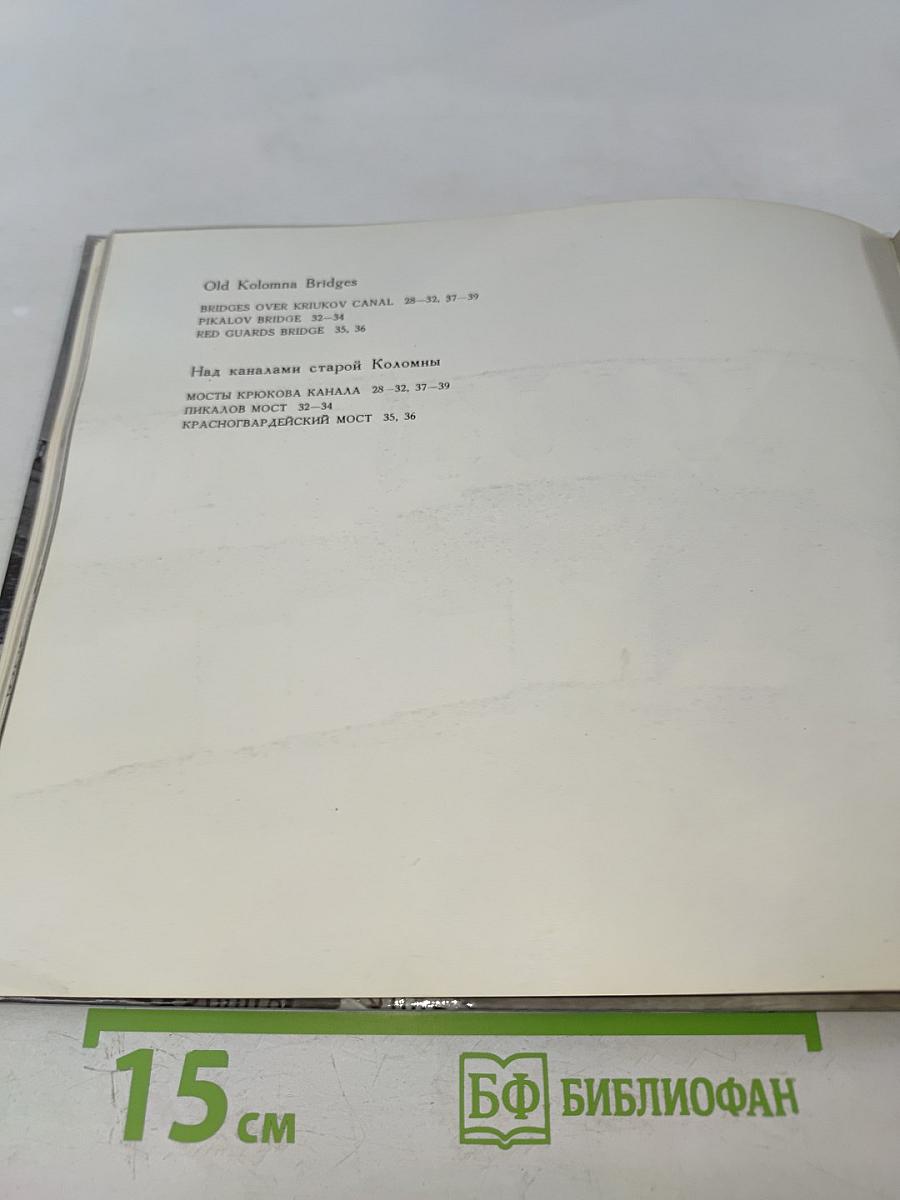 Old Kolomna Bridges
BRIDGES OVER KRIUKOV CANAL 28—32, 37—39
PIKALOV BRIDGE 32—34
RED GUARDS BRIDGE 35, 36
Над каналами старой Коломны
МОСТЫ КРЮКОВА КАНАЛА 28—32, 37—39
ПИКАЛОВ МОСТ 32—34
КРАСНОГВАРДЕЙСКИЙ МОСТ 35, 36
15 см
БФ БИБЛИОФАН